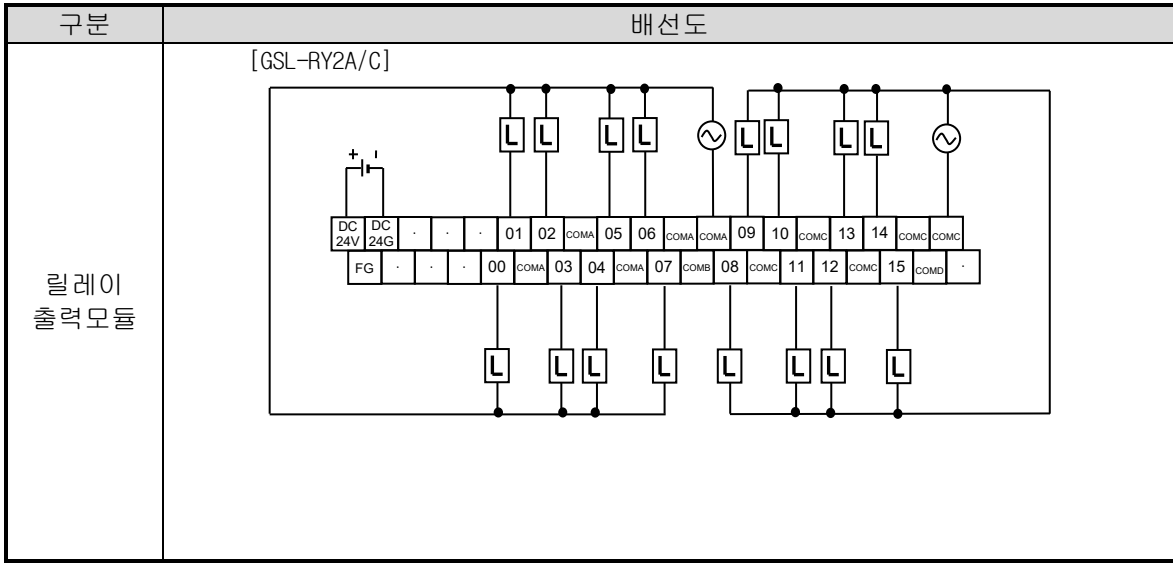 구분 배선도
[GSL-RY2A/C]
L L L L L L L L
+ -
DC 24V DC 24G · · · 01 02 COMA 05 06 COMA COMA 09 10 COMC 13 14 COMC COMC
FG · · · 00 COMA 03 04 COMA 07 COMB 08 COMC 11 12 COMC 15 COMD ·
릴레이
출력모듈
L L L L L L L L